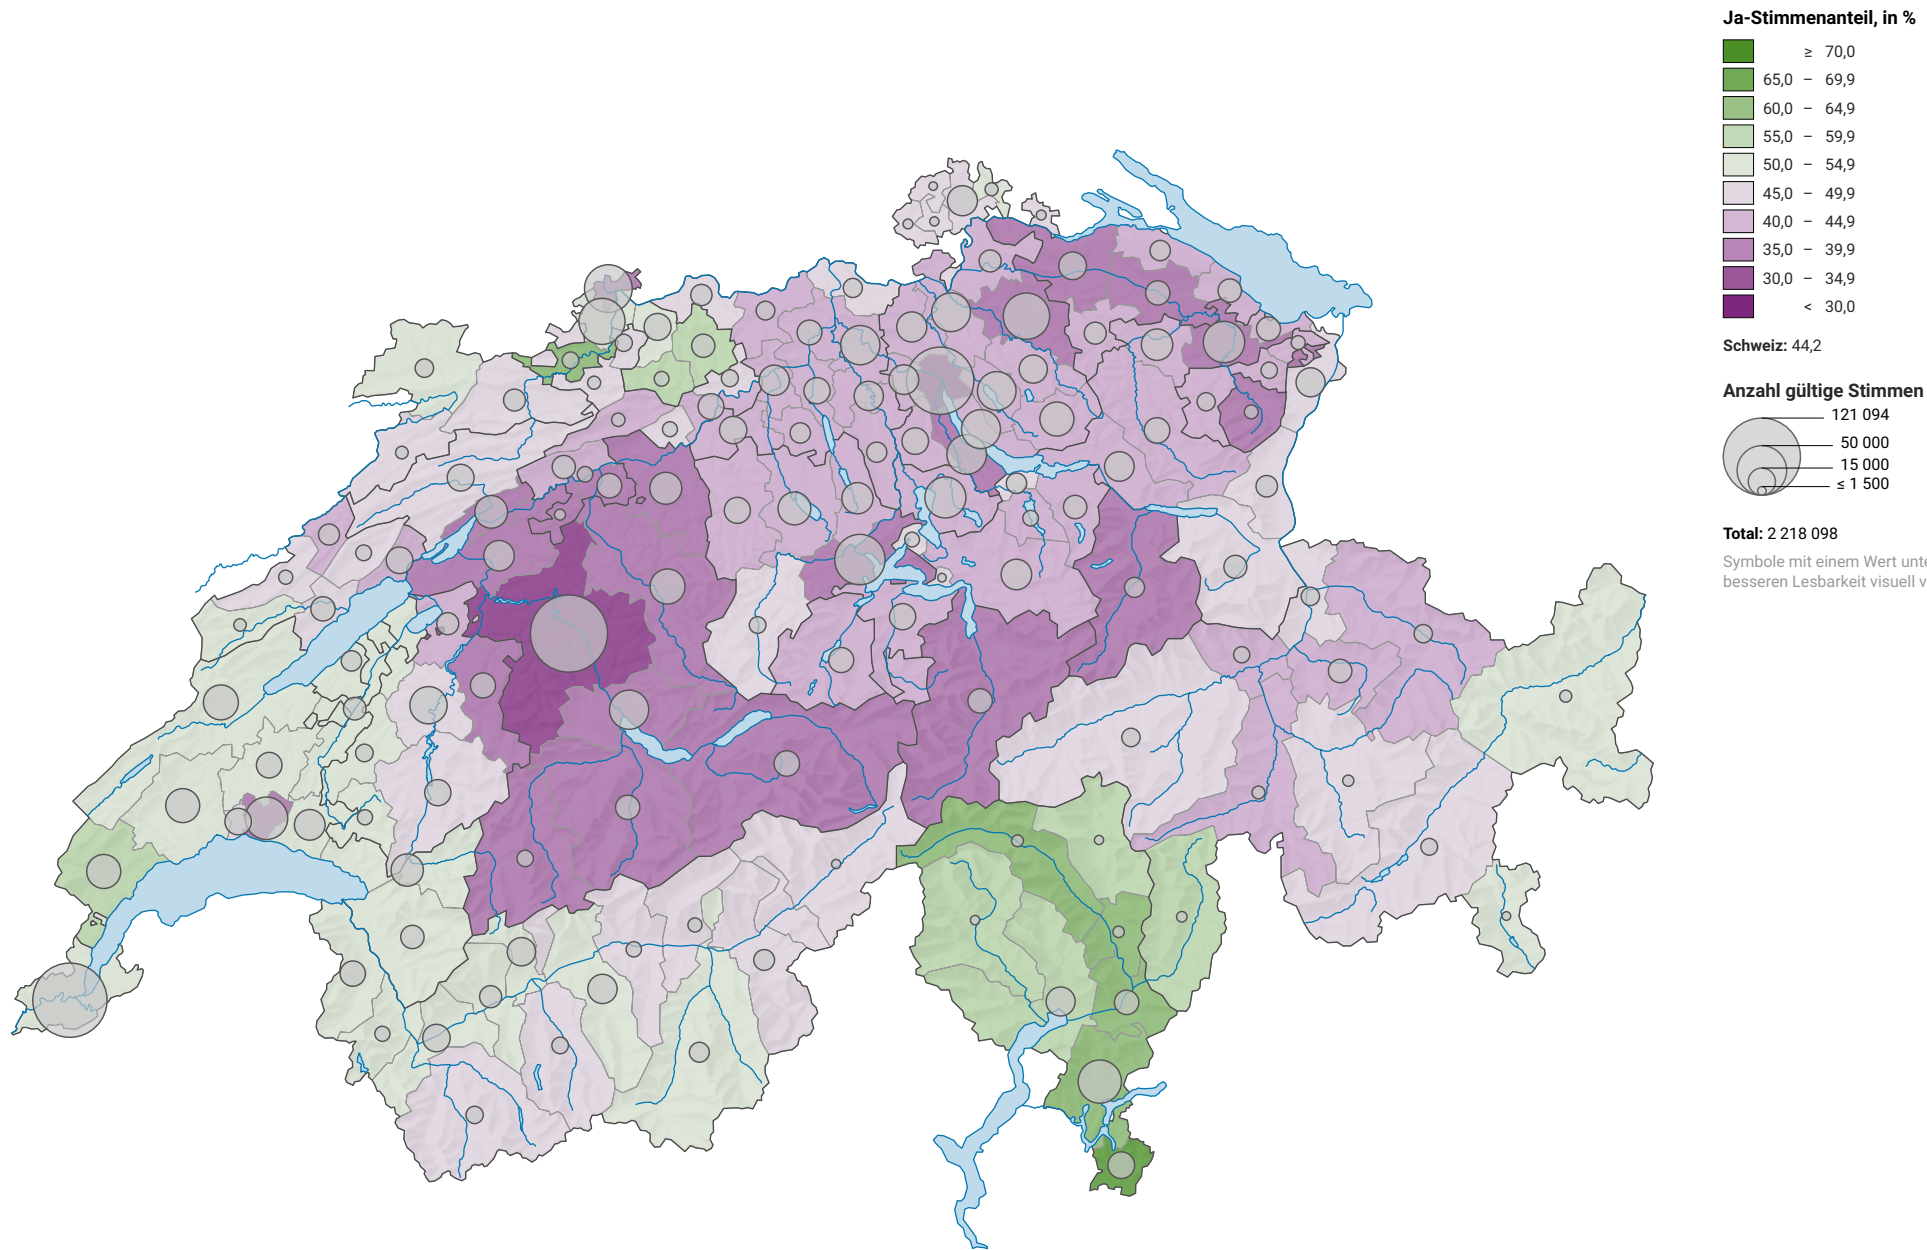 Ja-Stimmenanteil, in %
≥ 70,0
65,0 – 69,9
60,0 – 64,9
55,0 – 59,9
50,0 – 54,9
45,0 – 49,9
40,0 – 44,9
35,0 – 39,9
30,0 – 34,9
< 30,0
Schweiz: 44,2
Anzahl gültige Stimmen
121 094
50 000
15 000
≤ 1 500
Total: 2 218 098
Symbole mit einem Wert
besseren Lesbarkeit visuell